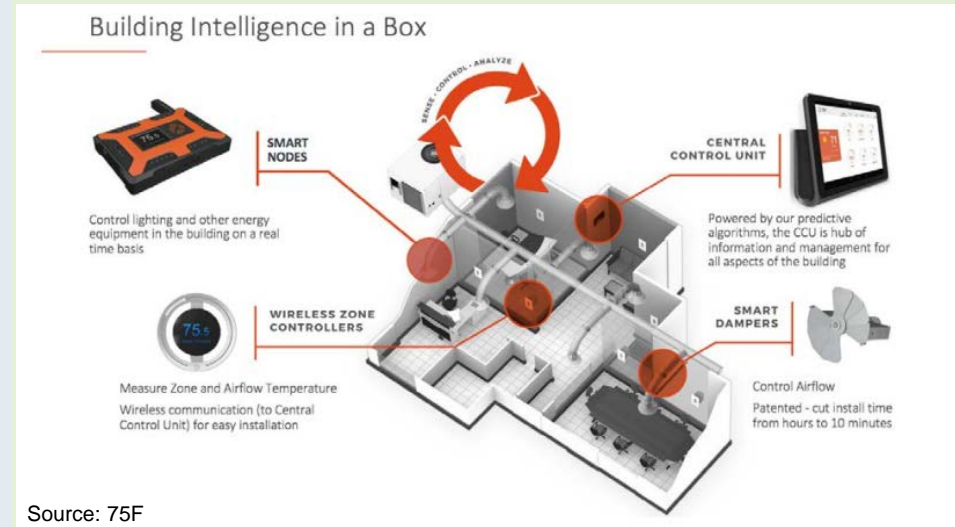 Building Intelligence in a Box
SENSE • CONTROL • ANALYZE
SMART
NODES
Control lighting and other energy
equipment in the building on a real
time basis
CENTRAL
CONTROL UNIT
Powered by our predictive
algorithms, the CCU is hub of
information and management for
all aspects of the building
WIRELESS ZONE
CONTROLLERS
75.5
Measure Zone and Airflow Temperature
Wireless communication (to Central
Control Unit) for easy installation
SMART
DAMPERS
Control Airflow
Patented - cut install time
from hours to 10 minutes
Source: 75F